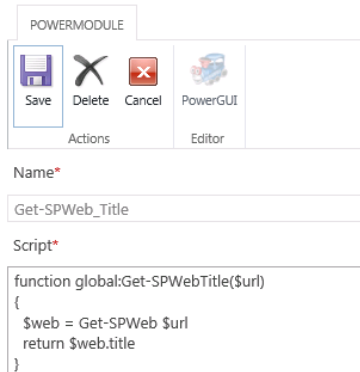 POWERMODULE
Save Delete Cancel PowerGUI
Actions Editor
Name*
Get-SPWeb_Title
Script*
function global:Get-SPWebTitle($url)
{
$web = Get-SPWeb $url
return $web.title
}